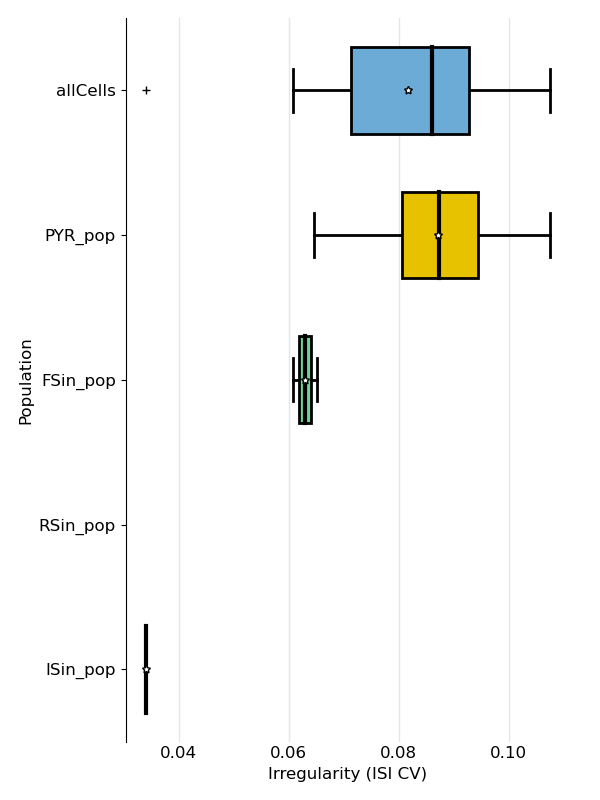 allCells
PYR_pop
FSin_pop
RSin_pop
ISin_pop
Population
0.04 0.06 0.08 0.10
Irregularity (ISI CV)